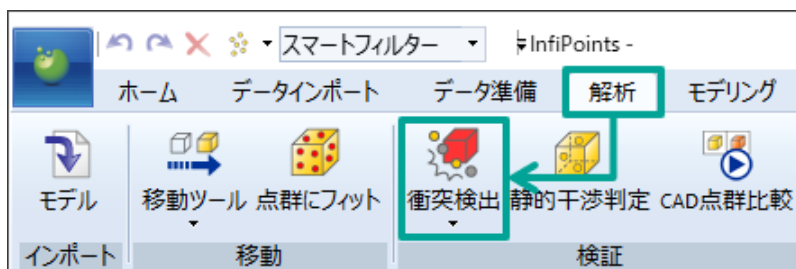 スマートフィルター InfiPoints -
ホーム データインポート データ準備 解析 モデリング
モデル 移動ツール 点群にフィット 衝突検出 静的干渉判定 CAD点群比較
インポート 移動 検証